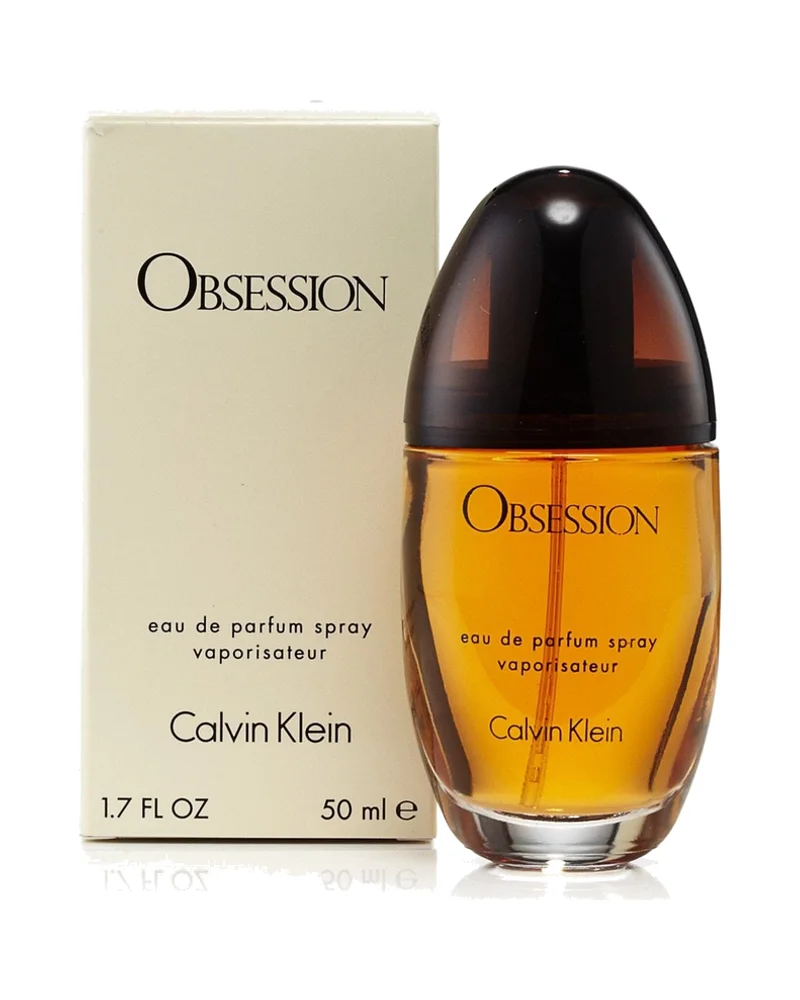 OBSESSION
eau de parfum spray
vaporisateur
Calvin Klein
1.7 FL OZ 50 ml ℮
OBSESSION
eau de parfum spray
vaporisateur
Calvin Klein